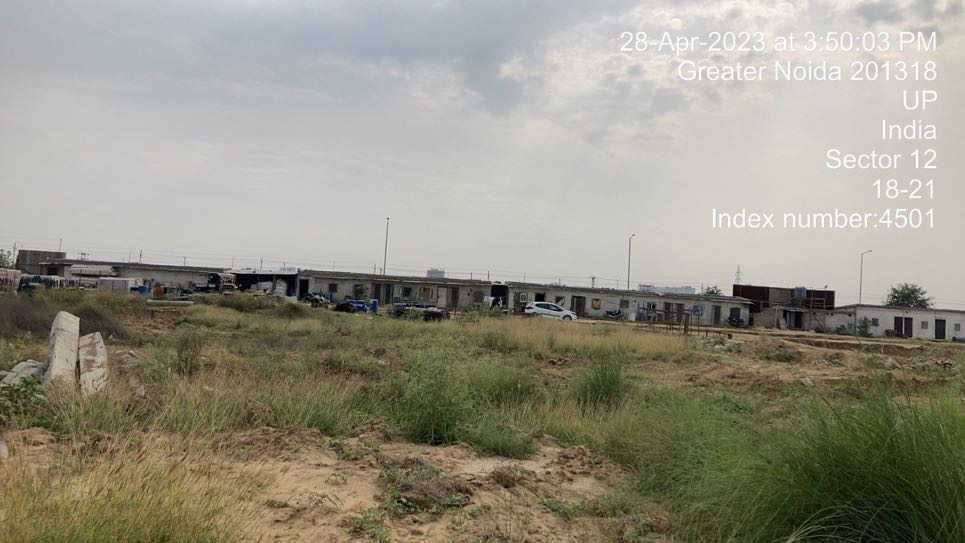 28-Apr-2023 at 3:50:03 PM
Greater Noida 201318
UP
India
Sector 12
18-21
Index number:4501